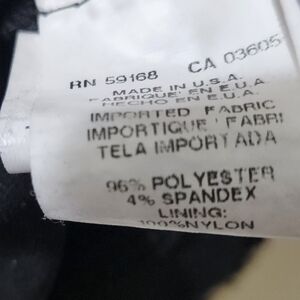 RN 59168 CA 03605
MADE IN U.S.A.
FABRIQUE' EN E.U.A.
HECHO EN E.U.A.
IMPORTED FABRIC
IMPORTIQUE' FABRI
TELA IMPORTADA
96% POLYESTER
4% SPANDEX
LINING:
100%NYLON